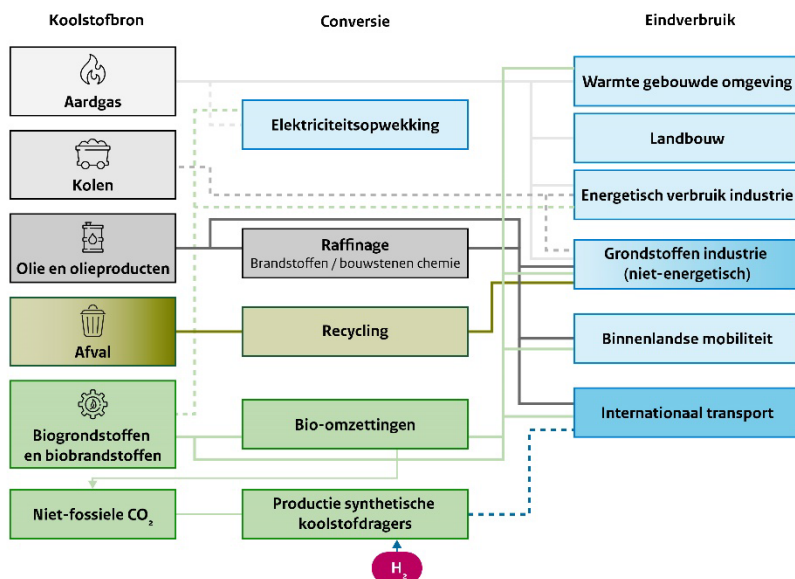 Koolstofbron
Conversie
Eindverbruik
Aardgas
Kolen
Olie en olieproducten
Afval
Biogrondstoffen
en biobrandstoffen
Niet-fossiele CO₂
Elektriciteitsopwekking
Raffinage
Brandstoffen / bouwstenen chemie
Recycling
Bio-omzettingen
Productie synthetische
koolstofdragers
H₂
Warmte gebouwde omgeving
Landbouw
Energetisch verbruik industrie
Grondstoffen industrie
(niet-energetisch)
Binnenlandse mobiliteit
Internationaal transport